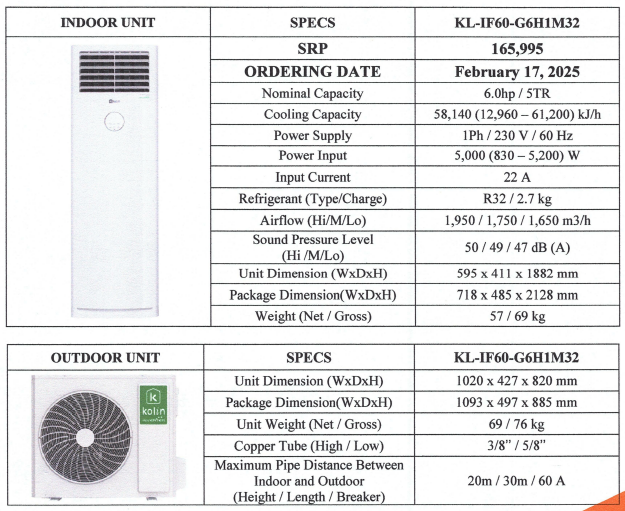 INDOOR UNIT SPECS KL-IF60-G6H1M32
SRP 165,995
ORDERING DATE February 17, 2025
Nominal Capacity 6.0hp / 5TR
Cooling Capacity 58,140 (12,960 – 61,200) kJ/h
Power Supply 1Ph / 230 V / 60 Hz
Power Input 5,000 (830 – 5,200) W
Input Current 22 A
Refrigerant (Type/Charge) R32 / 2.7 kg
Airflow (Hi/M/Lo) 1,950 / 1,750 / 1,650 m3/h
Sound Pressure Level
(Hi /M/Lo) 50 / 49 / 47 dB (A)
Unit Dimension (WxDxH) 595 x 411 x 1882 mm
Package Dimension(WxDxH) 718 x 485 x 2128 mm
Weight (Net / Gross) 57 / 69 kg
OUTDOOR UNIT SPECS KL-IF60-G6H1M32
Unit Dimension (WxDxH) 1020 x 427 x 820 mm
Package Dimension(WxDxH) 1093 x 497 x 885 mm
Unit Weight (Net / Gross) 69 / 76 kg
Copper Tube (High / Low) 3/8” / 5/8”
Maximum Pipe Distance Between
Indoor and Outdoor
(Height / Length / Breaker) 20m / 30m / 60 A
k
kolin